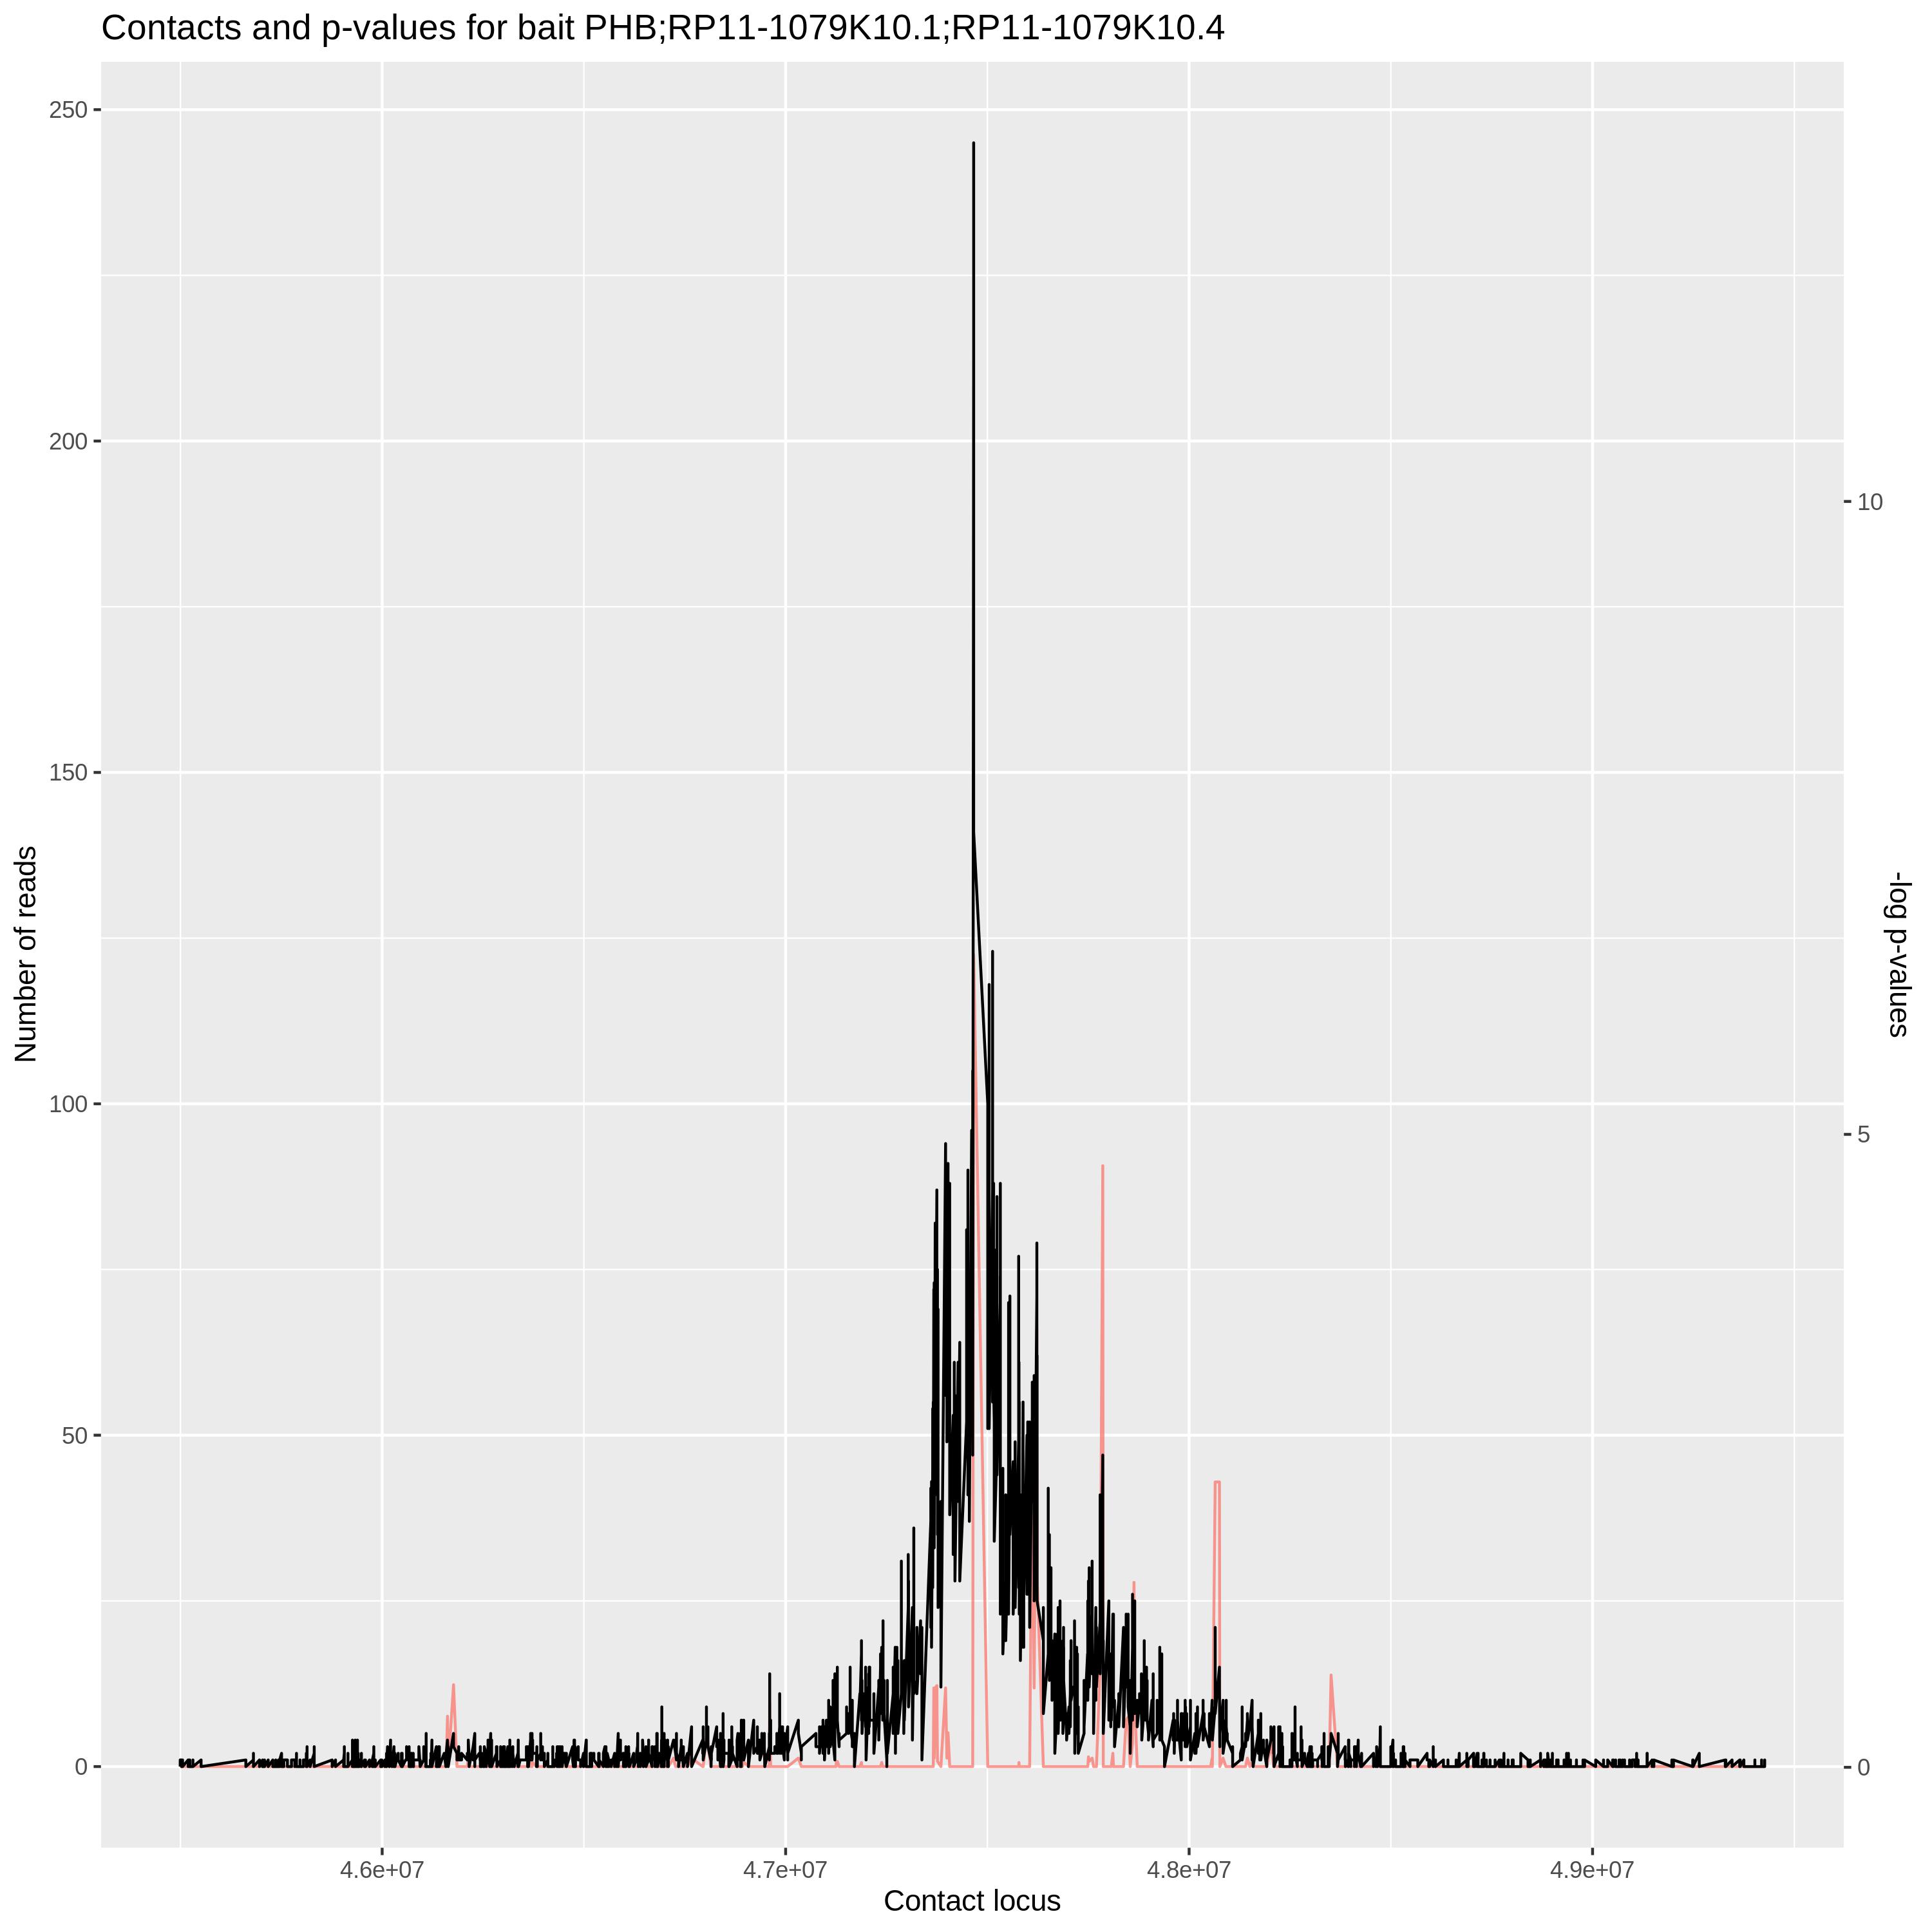 Contacts and p-values for bait PHB;RP11-1079K10.1;RP11-1079K10.4
250
200
150
100
50
0
Number of reads
10
5
0
-log p-values
4.6e+07
4.7e+07
4.8e+07
4.9e+07
Contact locus